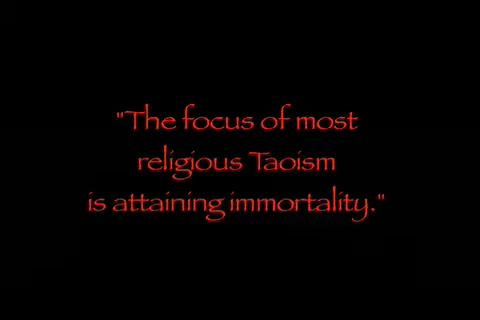 "The focus of most
religious Taoism
is attaining immortality."